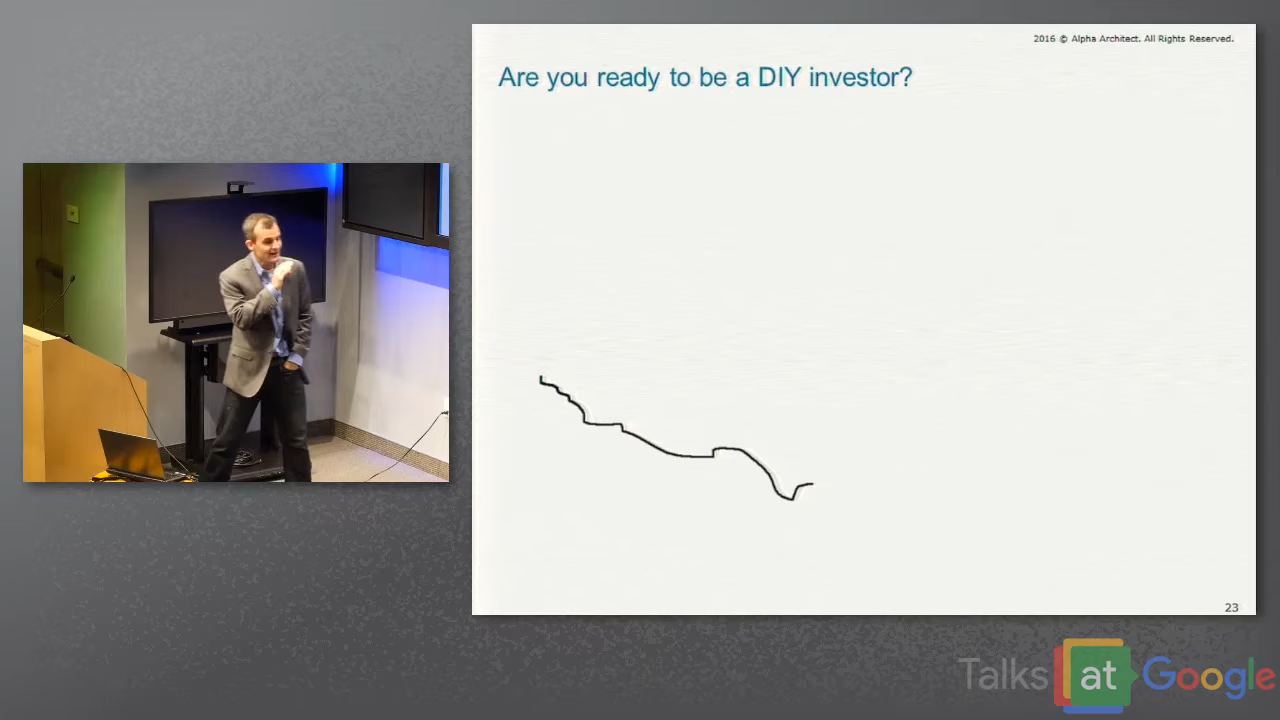 2016 © Alpha Architect. All Rights Reserved.
Are you ready to be a DIY investor?
23
Talks at Google